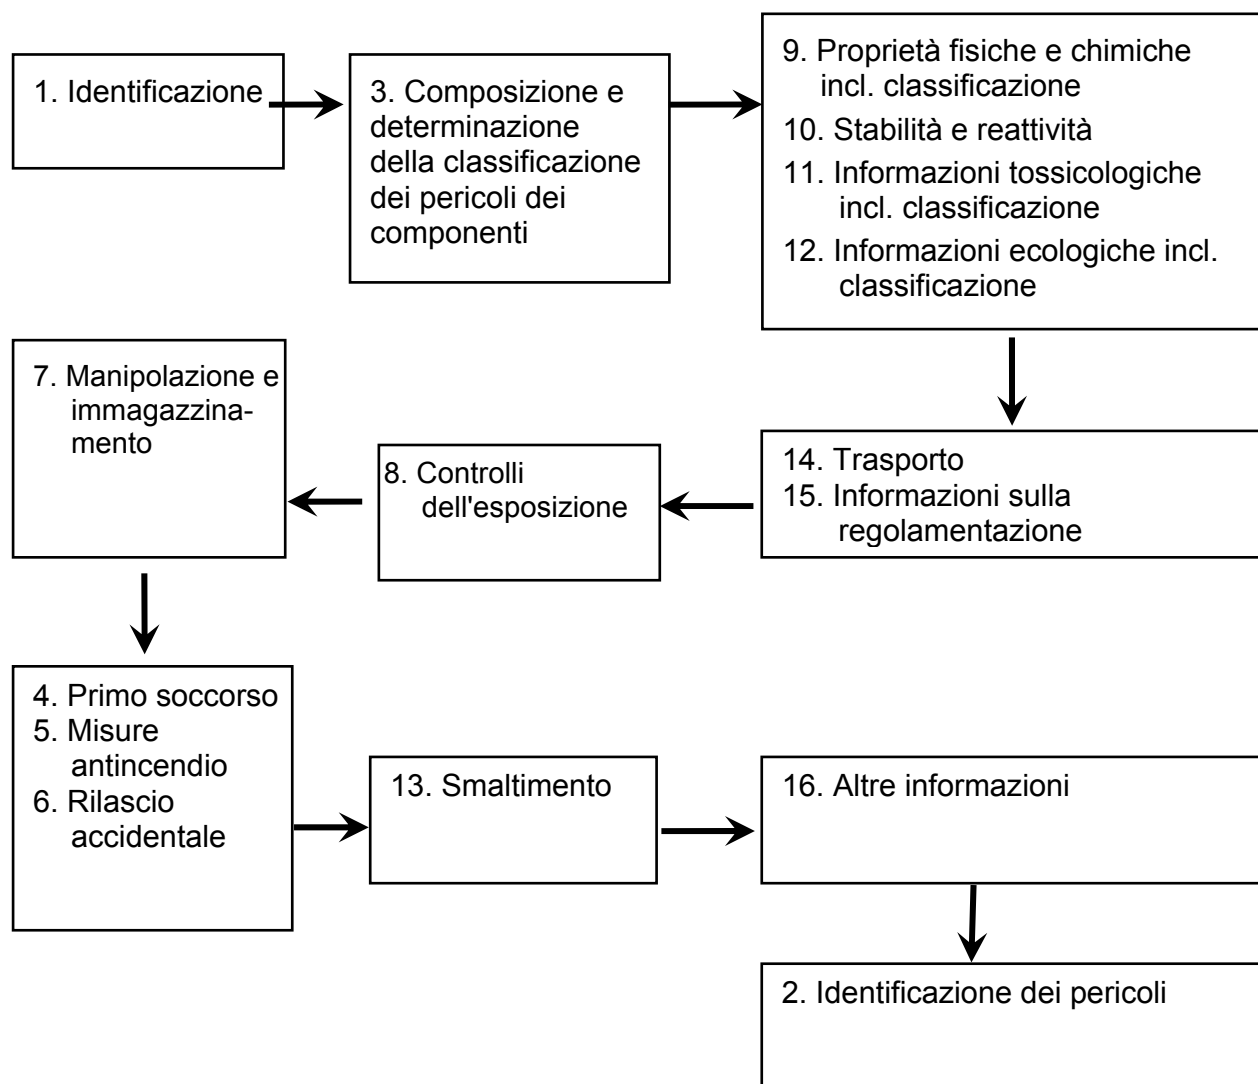 1. Identificazione
3. Composizione e
determinazione
della classificazione
dei pericoli dei
componenti
9. Proprietà fisiche e chimiche
incl. classificazione
10. Stabilità e reattività
11. Informazioni tossicologiche
incl. classificazione
12. Informazioni ecologiche incl.
classificazione
14. Trasporto
15. Informazioni sulla
regolamentazione
8. Controlli
dell'esposizione
7. Manipolazione e
immagazzina-
mento
4. Primo soccorso
5. Misure
antincendio
6. Rilascio
accidentale
13. Smaltimento
16. Altre informazioni
2. Identificazione dei pericoli